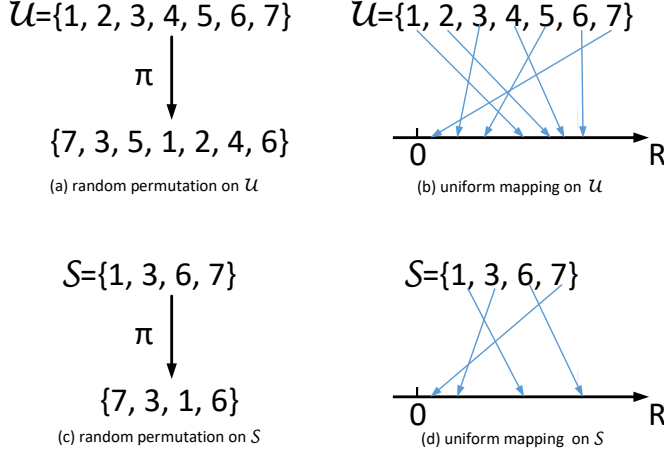 𝒰={1, 2, 3, 4, 5, 6, 7}
π
{7, 3, 5, 1, 2, 4, 6}
(a) random permutation on 𝒰
𝒰={1, 2, 3, 4, 5, 6, 7}
0
R
(b) uniform mapping on 𝒰
𝒮={1, 3, 6, 7}
π
{7, 3, 1, 6}
(c) random permutation on 𝒮
𝒮={1, 3, 6, 7}
0
R
(d) uniform mapping on 𝒮